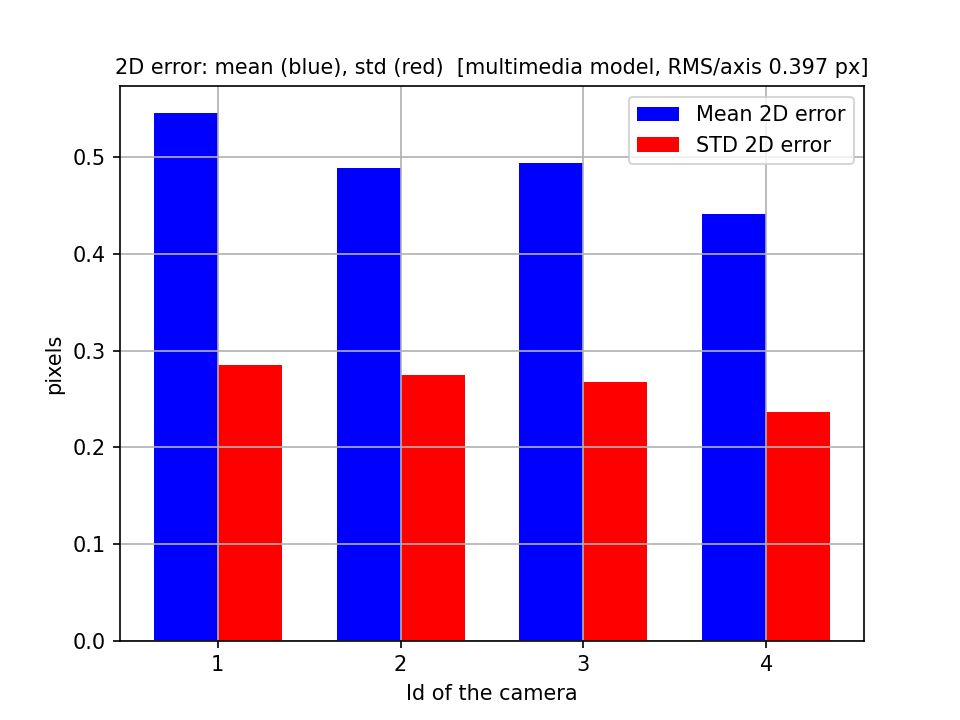 2D error: mean (blue), std (red)  [multimedia model, RMS/axis 0.397 px]
Mean 2D error
STD 2D error
0.5
0.4
0.3
0.2
0.1
0.0
pixels
1 2 3 4
Id of the camera